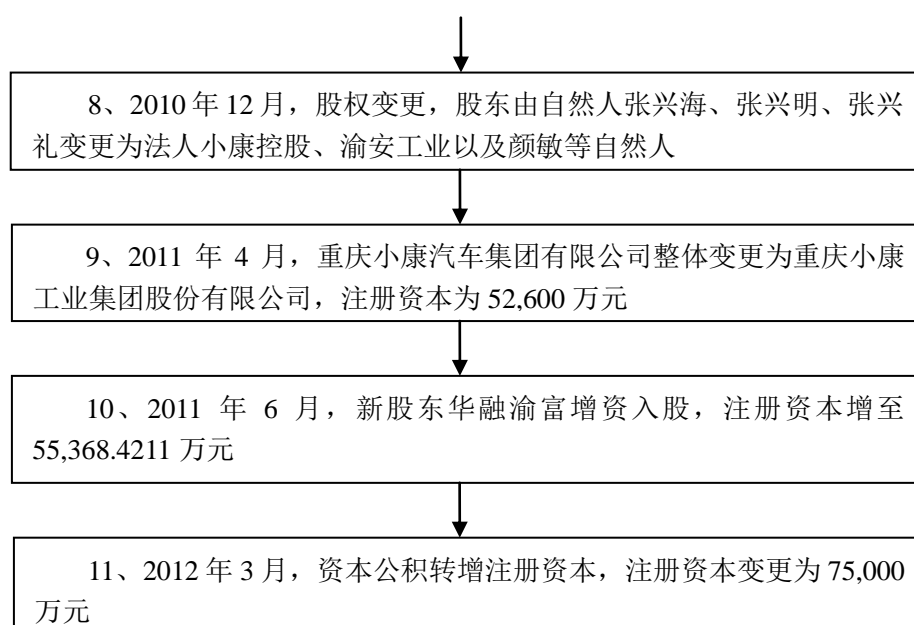 8、2010 年 12 月，股权变更，股东由自然人张兴海、张兴明、张兴
礼变更为法人小康控股、渝安工业以及颜敏等自然人
9、2011 年 4 月，重庆小康汽车集团有限公司整体变更为重庆小康
工业集团股份有限公司，注册资本为 52,600 万元
10、2011 年 6 月，新股东华融渝富增资入股，注册资本增至
55,368.4211 万元
11、2012 年 3 月，资本公积转增注册资本，注册资本变更为 75,000
万元